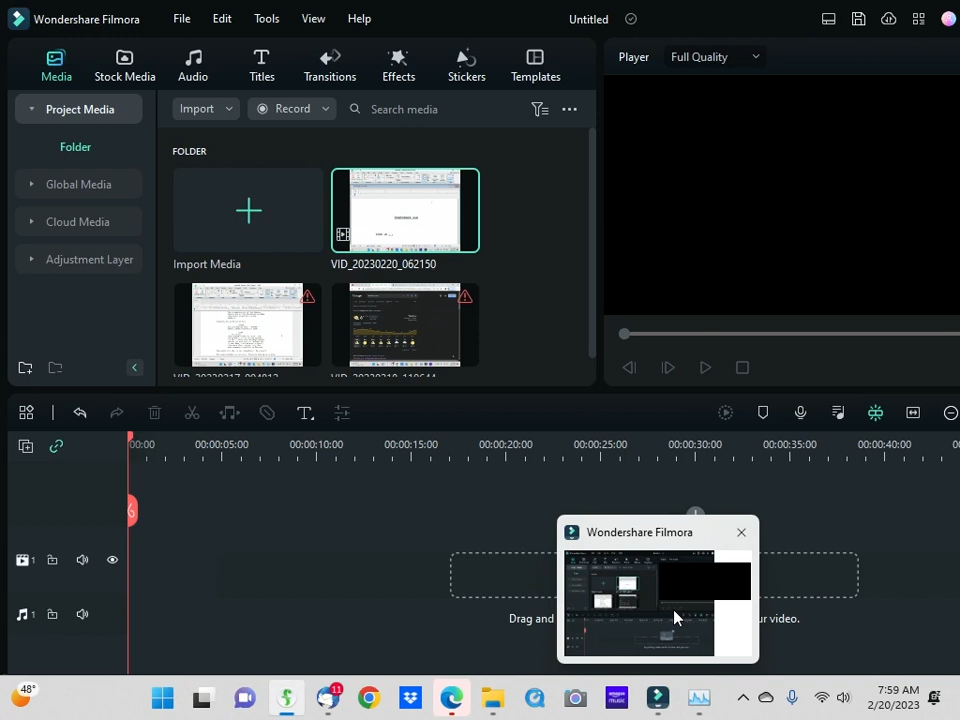 Wondershare Filmora
File
Edit
Tools
View
Help
Untitled
Media
Stock Media
Audio
Titles
Transitions
Effects
Stickers
Templates
Player
Full Quality
Project Media
Import
Record
Search media
Folder
FOLDER
Global Media
Cloud Media
Adjustment Layer
Import Media
VID_20230220_062150
00:00
00:00:05:00
00:00:10:00
00:00:15:00
00:00:20:00
00:00:25:00
00:00:30:00
00:00:35:00
00:00:40:00
Wondershare Filmora
1
1
Drag and
ur video.
48°
11
amazon music
7:59 AM
2/20/2023